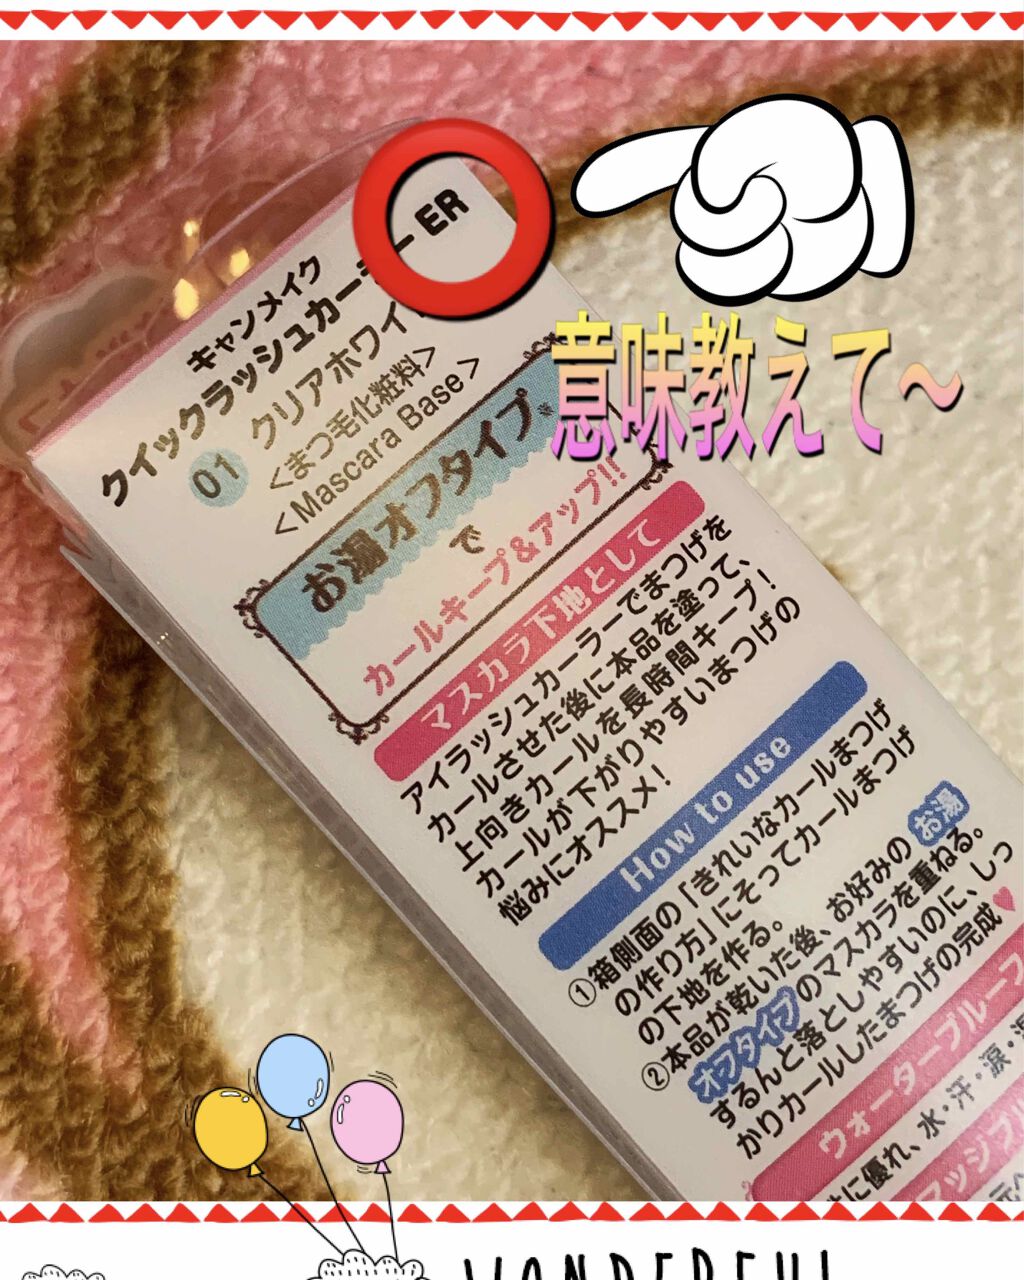 キャンメイク
クイックラッシュカーラー ER
01 クリアホワイト
<まつ毛化粧料>
<Mascara Base>
意味教えて~
お湯オフタイプ※
で
カールキープ&アップ!!
マスカラ下地として
アイラッシュカーラーでまつげを
カールさせた後に本品を塗って、
上向きカールを長時間キープ!
カールが下がりやすいまつげの
悩みにオススメ!
How to use
①箱側面の「きれいなカールまつげ
の作り方」にそってカールまつげ
の下地を作る。
②本品が乾いた後、お好みのお湯
オフタイプのマスカラを重ねる。
するんと落としやすいのに、しっ
かりカールしたまつげの完成♥
ウォータープルーフ
に優れ、水・汗・涙・
WONDERFUL